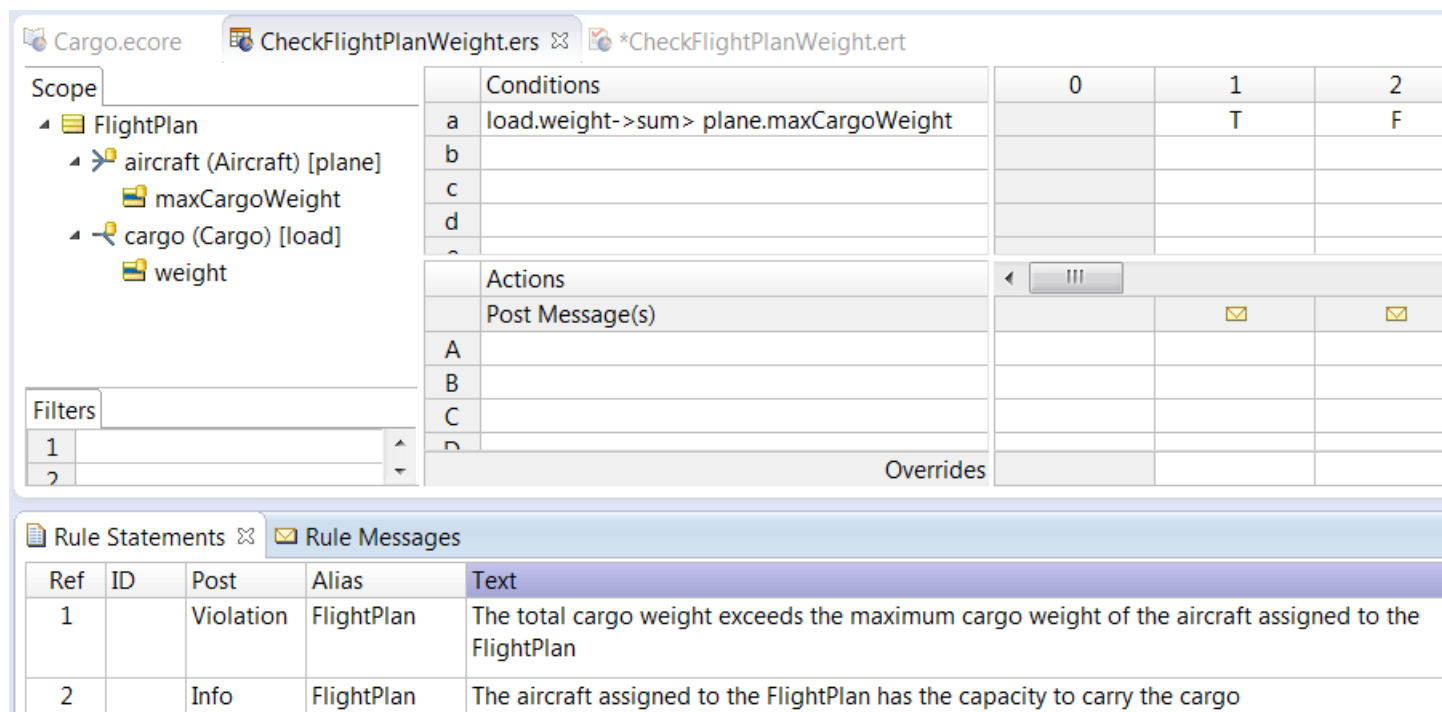 Cargo.ecore CheckFlightPlanWeight.ers *CheckFlightPlanWeight.ert
Scope
FlightPlan
aircraft (Aircraft) [plane]
maxCargoWeight
cargo (Cargo) [load]
weight
Filters
1
2
Conditions 0 1 2
a load.weight->sum> plane.maxCargoWeight T F
b
c
d
Actions
Post Message(s)
A
B
C
D
Overrides
Rule Statements Rule Messages
Ref ID Post Alias Text
1 Violation FlightPlan The total cargo weight exceeds the maximum cargo weight of the aircraft assigned to the
FlightPlan
2 Info FlightPlan The aircraft assigned to the FlightPlan has the capacity to carry the cargo